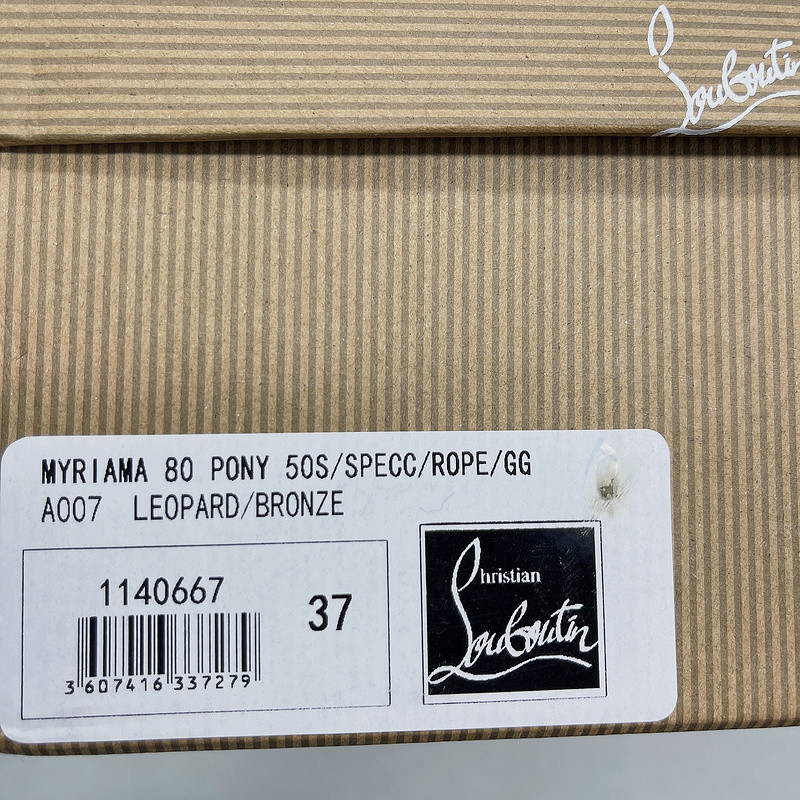 Louboutin
MYRIAMA 80 PONY 50S/SPECC/ROPE/GG
A007 LEOPARD/BRONZE
1140667
37
3 607416 337279
Christian
Louboutin